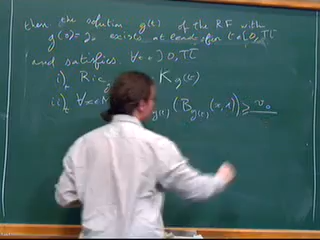 then the solution g(t) of the RF with
g(0)=g₀ exists at least for t∈[0,T[
and satisfies, ∀t∈]0,T[
i)ₜ Ric K g(t)
ii)ₜ ∀x∈M g(t) (B_g(t)(x,1)) ≥ v₀